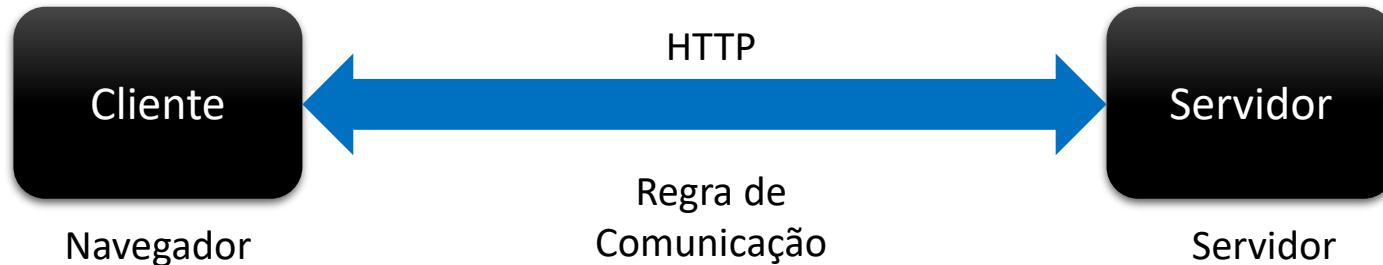 HTTP
Cliente
Servidor
Regra de
Comunicação
Navegador
Servidor